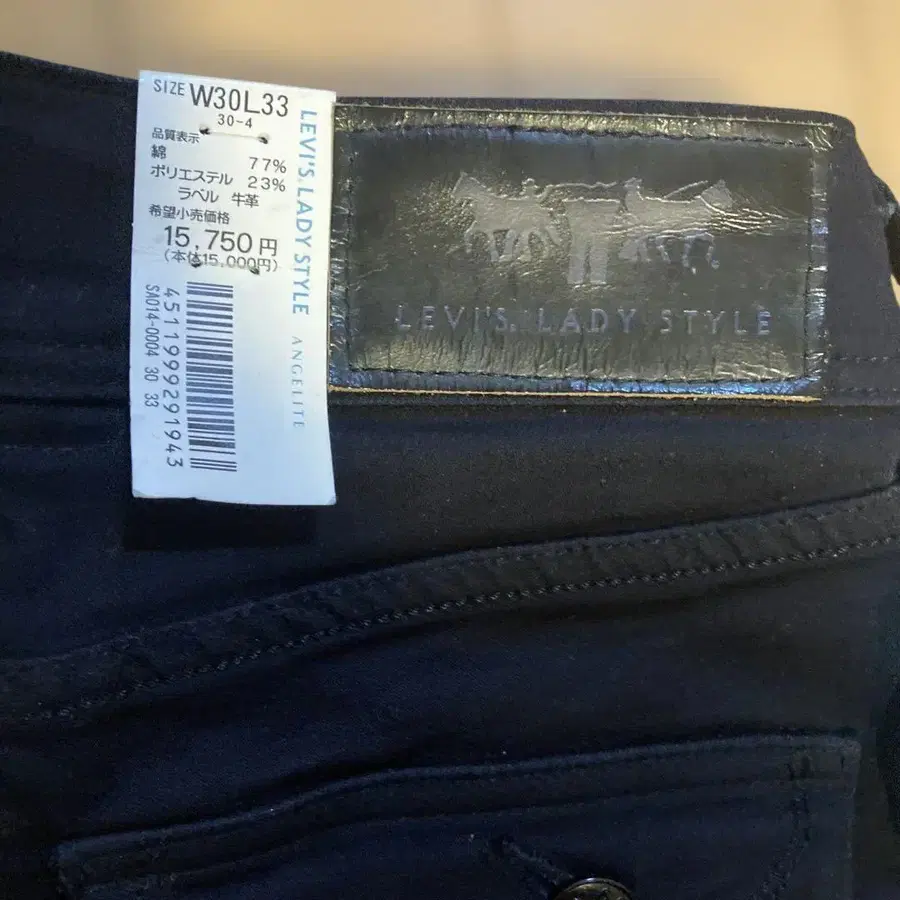 SIZE W30L33
30-4
品質表示
綿 77%
ポリエステル 23%
ラベル 牛革
希望小売価格
15,750円
(本体15,000円)
4511999291943
SA014-0004 30 33
LEVI'S. LADY STYLE ANGELITE
LEVI'S. LADY STYLE